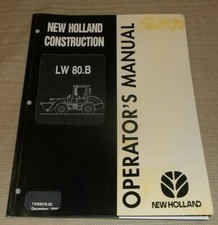 NEW HOLLAND
CONSTRUCTION
LW 80.B
OPERATOR'S MANUAL
NEW HOLLAND